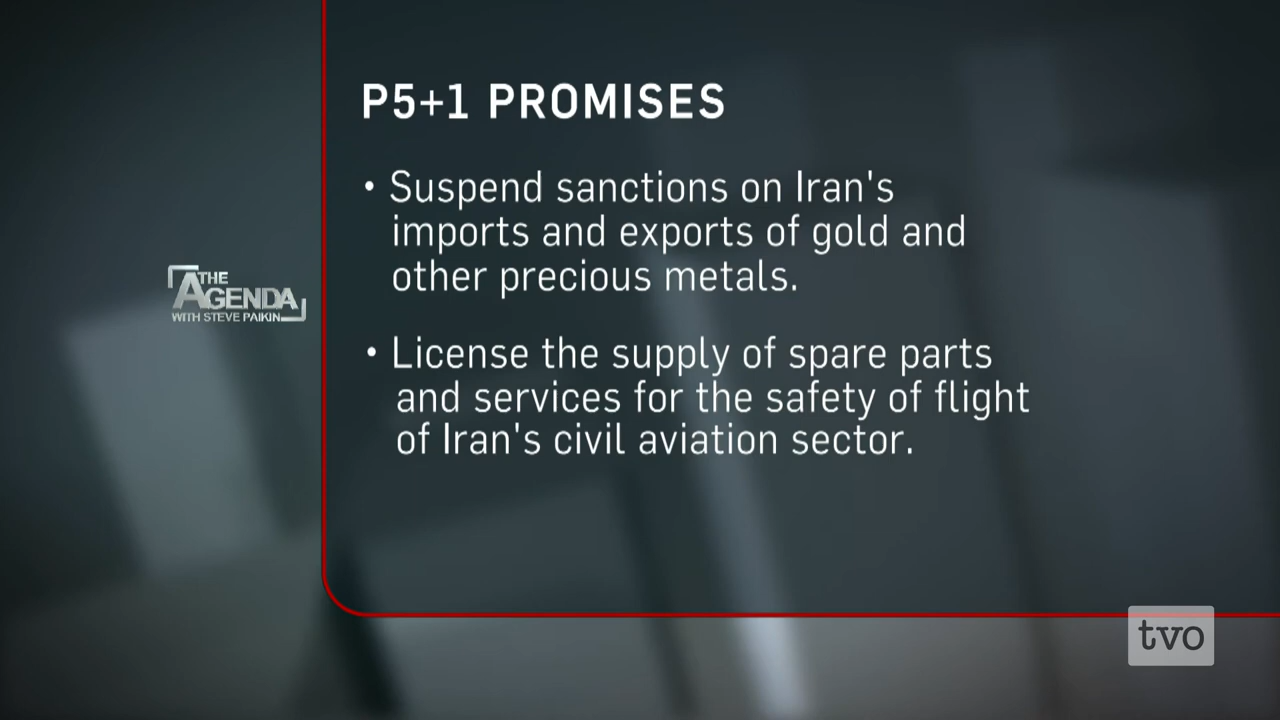 P5+1 PROMISES
• Suspend sanctions on Iran's
imports and exports of gold and
other precious metals.
• License the supply of spare parts
and services for the safety of flight
of Iran's civil aviation sector.
THE
AGENDA
WITH STEVE PAIKIN
tvo